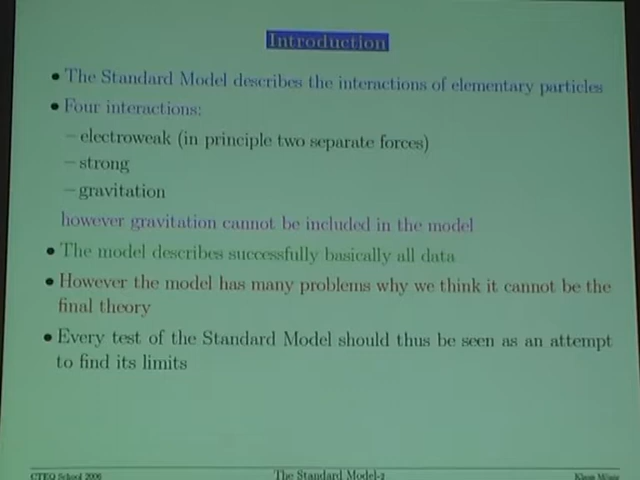 Introduction
• The Standard Model describes the interactions of elementary particles
• Four interactions:
– electroweak (in principle two separate forces)
– strong
– gravitation
however gravitation cannot be included in the model
• The model describes successfully basically all data
• However the model has many problems why we think it cannot be the
final theory
• Every test of the Standard Model should thus be seen as an attempt
to find its limits
CTEQ School 2006 The Standard Model-2 Klaus